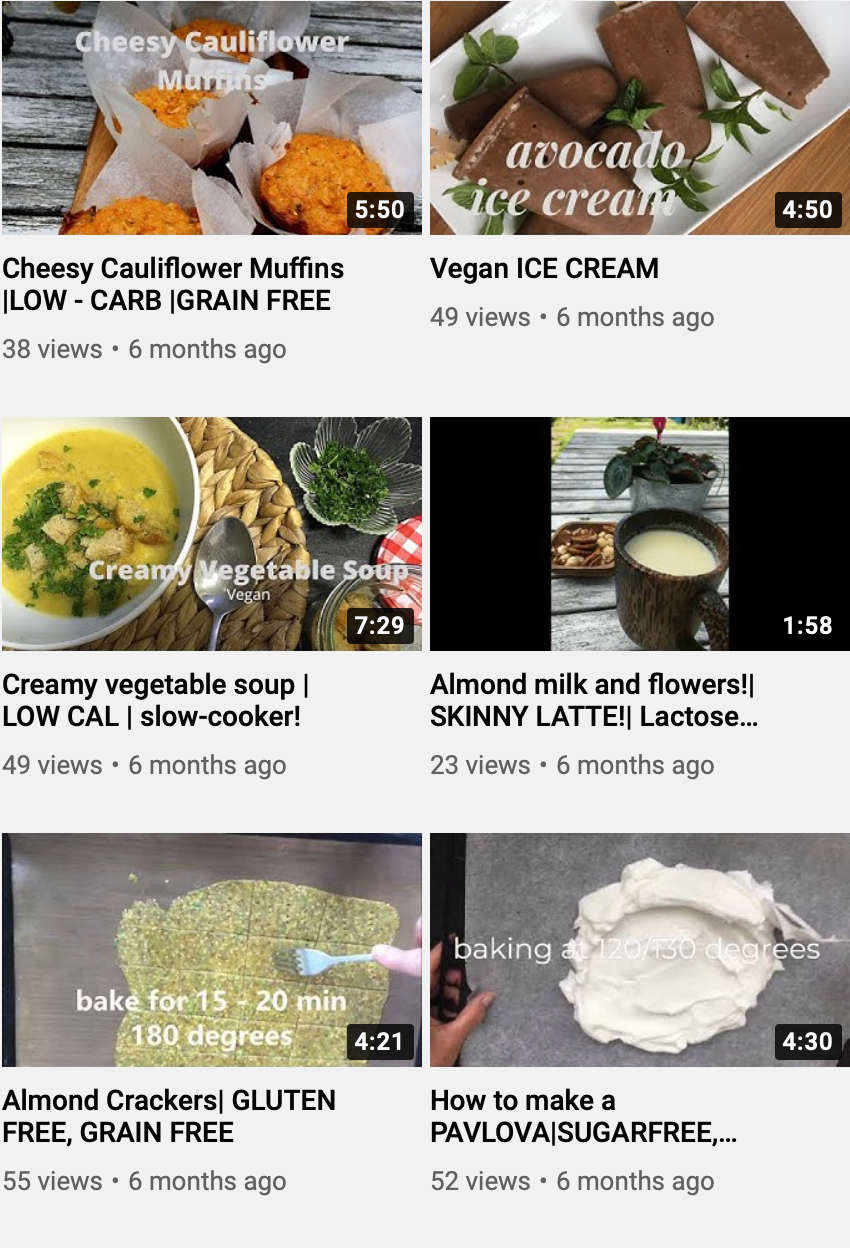 Cheesy Cauliflower
Muffins
5:50
Cheesy Cauliflower Muffins
|LOW - CARB |GRAIN FREE
38 views • 6 months ago
avocado
ice cream
4:50
Vegan ICE CREAM
49 views • 6 months ago
Creamy Vegetable Soup
Vegan
7:29
Creamy vegetable soup |
LOW CAL | slow-cooker!
49 views • 6 months ago
1:58
Almond milk and flowers!|
SKINNY LATTE!| Lactose...
23 views • 6 months ago
bake for 15 - 20 min
180 degrees
4:21
Almond Crackers| GLUTEN
FREE, GRAIN FREE
55 views • 6 months ago
baking at 120/130 degrees
4:30
How to make a
PAVLOVA|SUGARFREE,...
52 views • 6 months ago